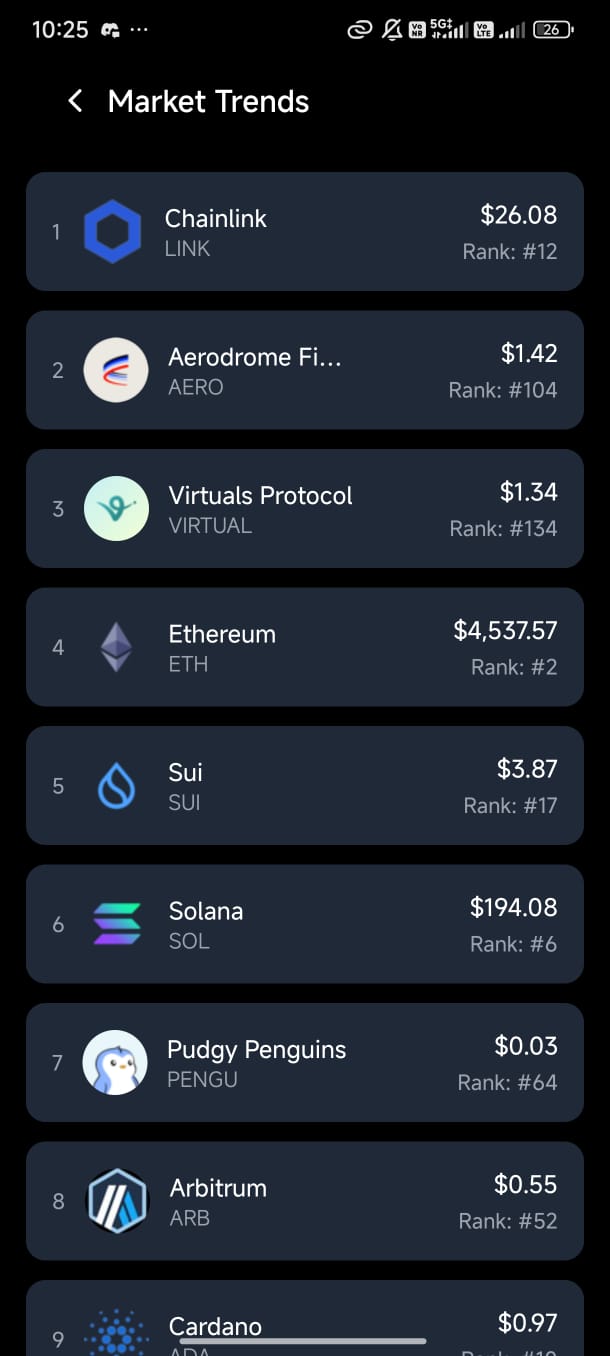 10:25 ... Vo NR 5G Vo LTE 26
Market Trends
1
Chainlink
LINK
$26.08
Rank: #12
2
Aerodrome Fi...
AERO
$1.42
Rank: #104
3
Virtuals Protocol
VIRTUAL
$1.34
Rank: #134
4
Ethereum
ETH
$4,537.57
Rank: #2
5
Sui
SUI
$3.87
Rank: #17
6
Solana
SOL
$194.08
Rank: #6
7
Pudgy Penguins
PENGU
$0.03
Rank: #64
8
Arbitrum
ARB
$0.55
Rank: #52
9
Cardano
ADA
$0.97
Rank: #10